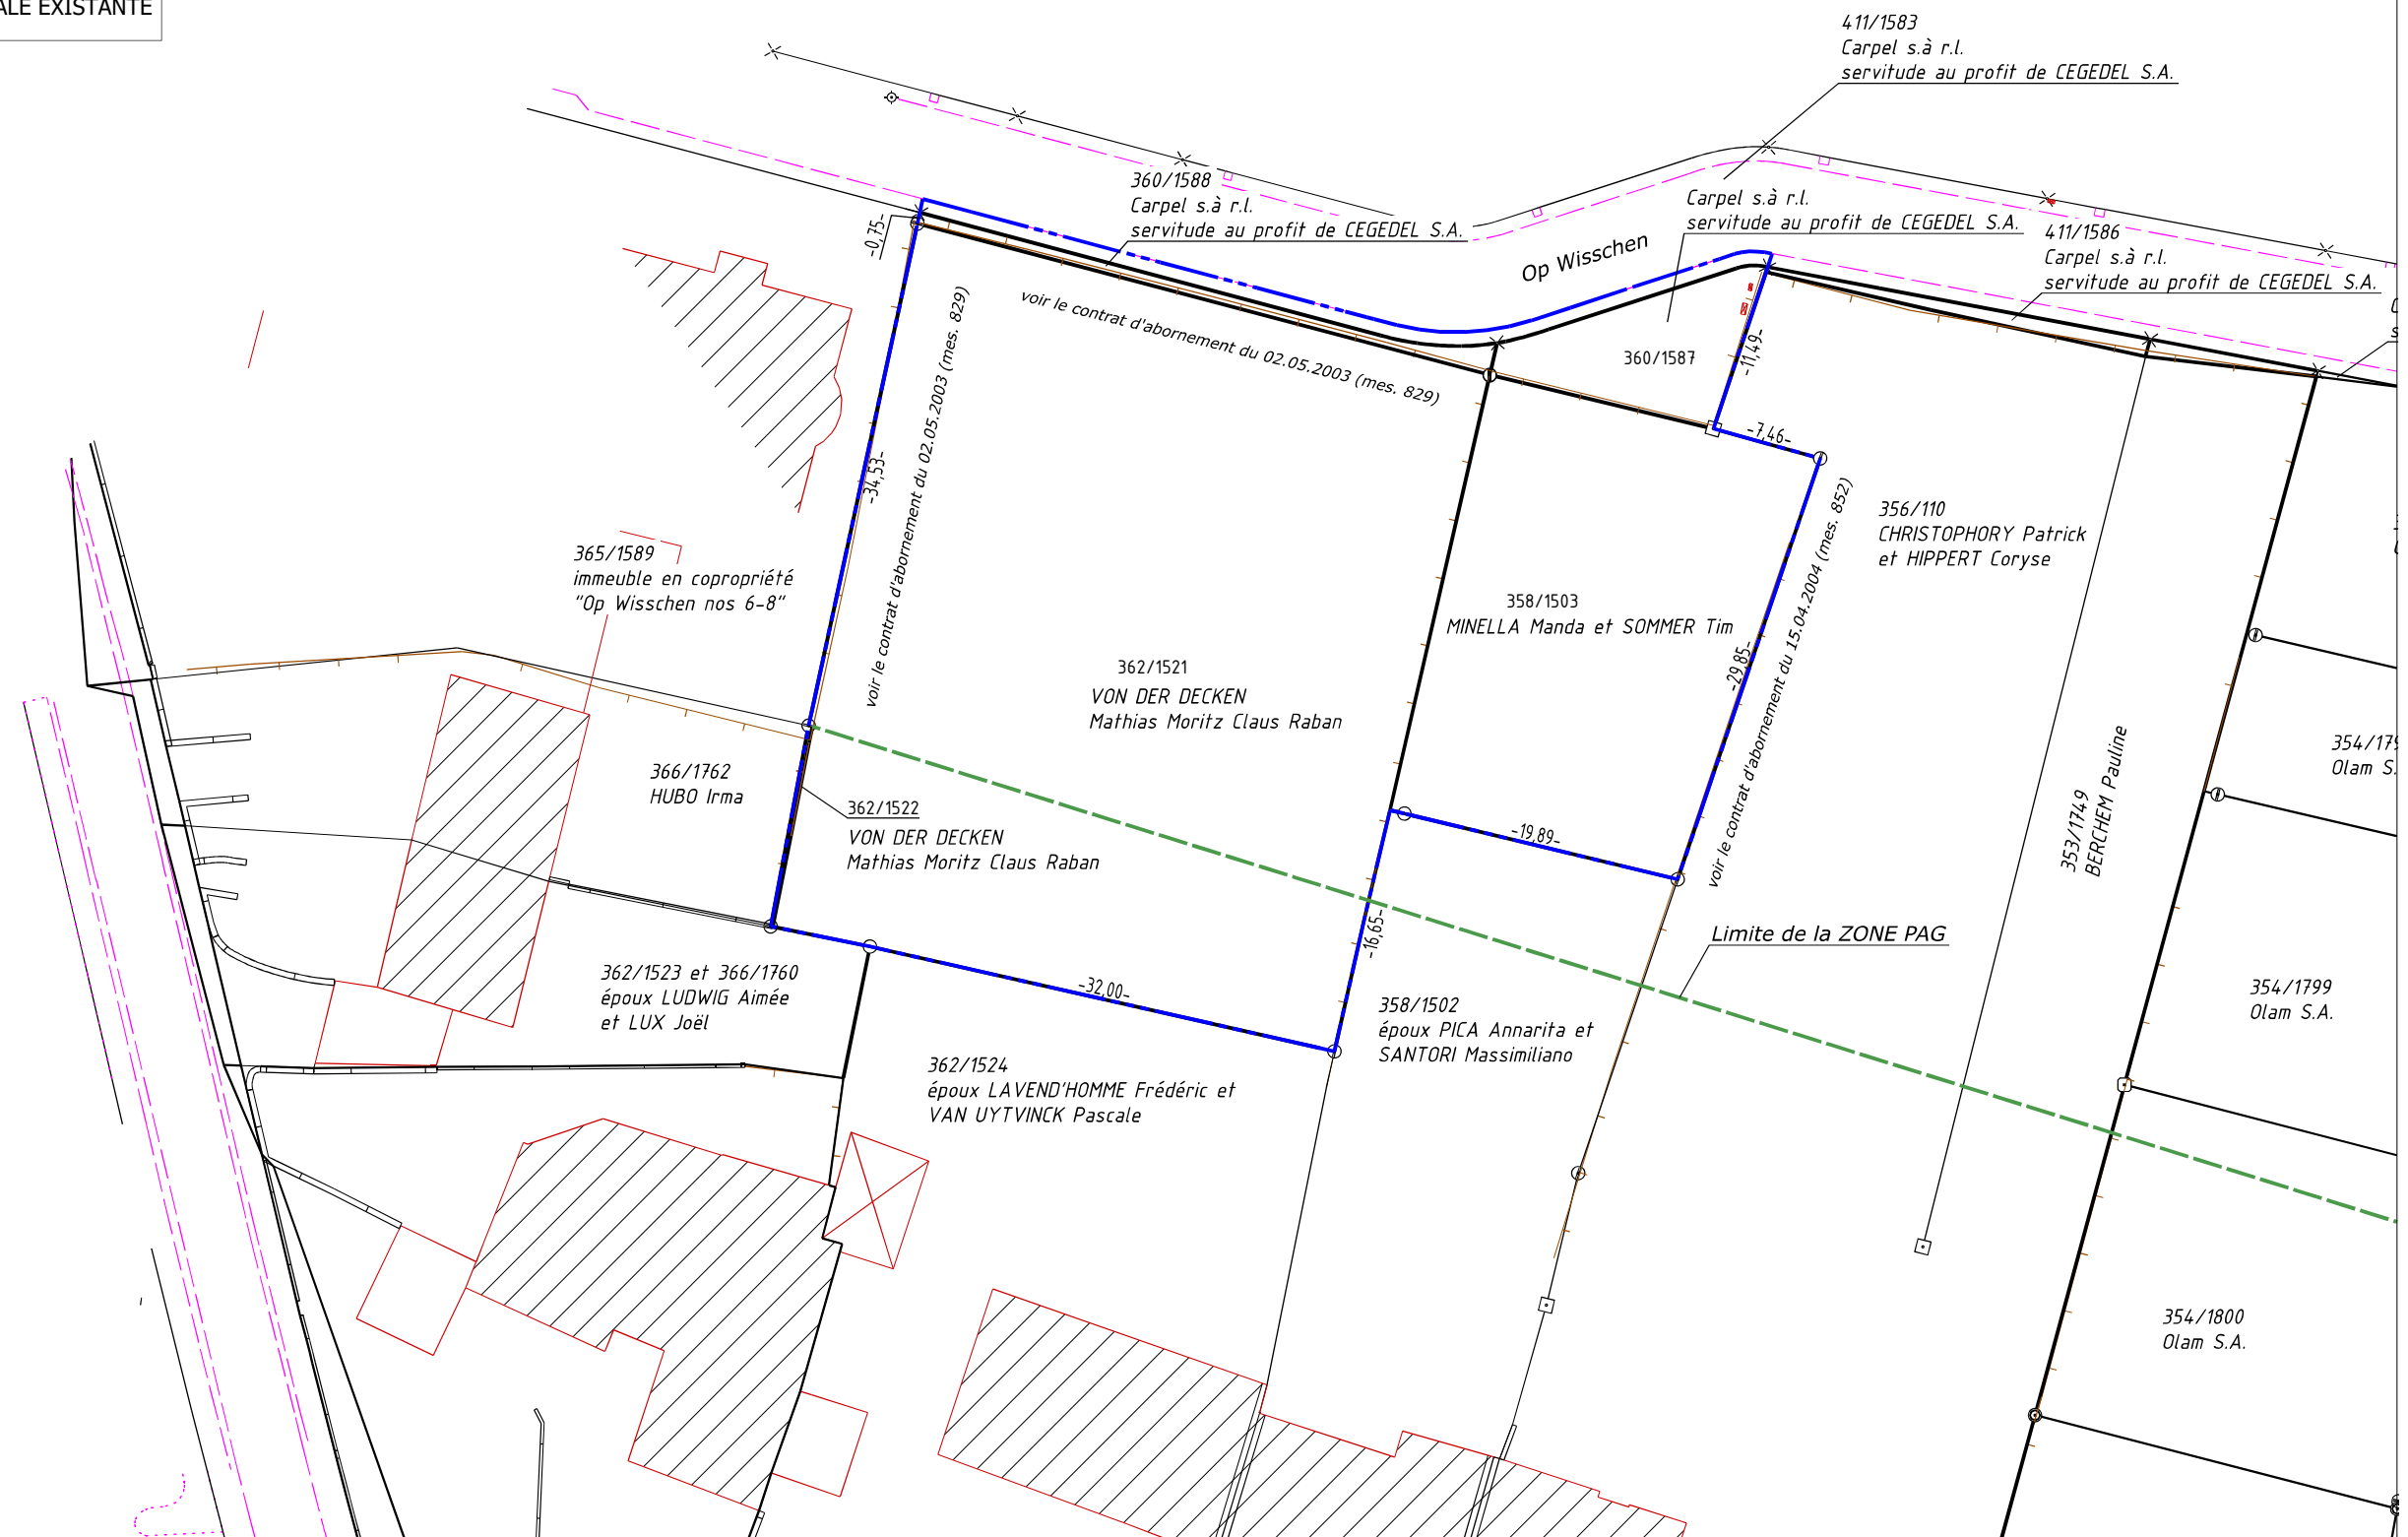 ALE EXISTANTE
411/1583
Carpel s.à r.l.
servitude au profit de CEGEDEL S.A.
360/1588
Carpel s.à r.l.
servitude au profit de CEGEDEL S.A.
Carpel s.à r.l.
servitude au profit de CEGEDEL S.A.
411/1586
Carpel s.à r.l.
servitude au profit de CEGEDEL S.A.
Op Wisschen
-0,75-
voir le contrat d'abornement du 02.05.2003 (mes. 829)
360/1587
-11,49-
-7,46-
-34,53-
voir le contrat d'abornement du 02.05.2003 (mes. 829)
365/1589
immeuble en copropriété
"Op Wisschen nos 6-8"
356/110
CHRISTOPHORY Patrick
et HIPPERT Coryse
358/1503
MINELLA Manda et SOMMER Tim
-29,85-
voir le contrat d'abornement du 15.04.2004 (mes. 852)
362/1521
VON DER DECKEN
Mathias Moritz Claus Raban
366/1762
HUBO Irma
362/1522
VON DER DECKEN
Mathias Moritz Claus Raban
-19,89-
353/1749
BERCHEM Pauline
354/179
Olam S.
-16,65-
Limite de la ZONE PAG
362/1523 et 366/1760
époux LUDWIG Aimée
et LUX Joël
-32,00-
358/1502
époux PICA Annarita et
SANTORI Massimiliano
354/1799
Olam S.A.
362/1524
époux LAVEND'HOMME Frédéric et
VAN UYTVINCK Pascale
354/1800
Olam S.A.